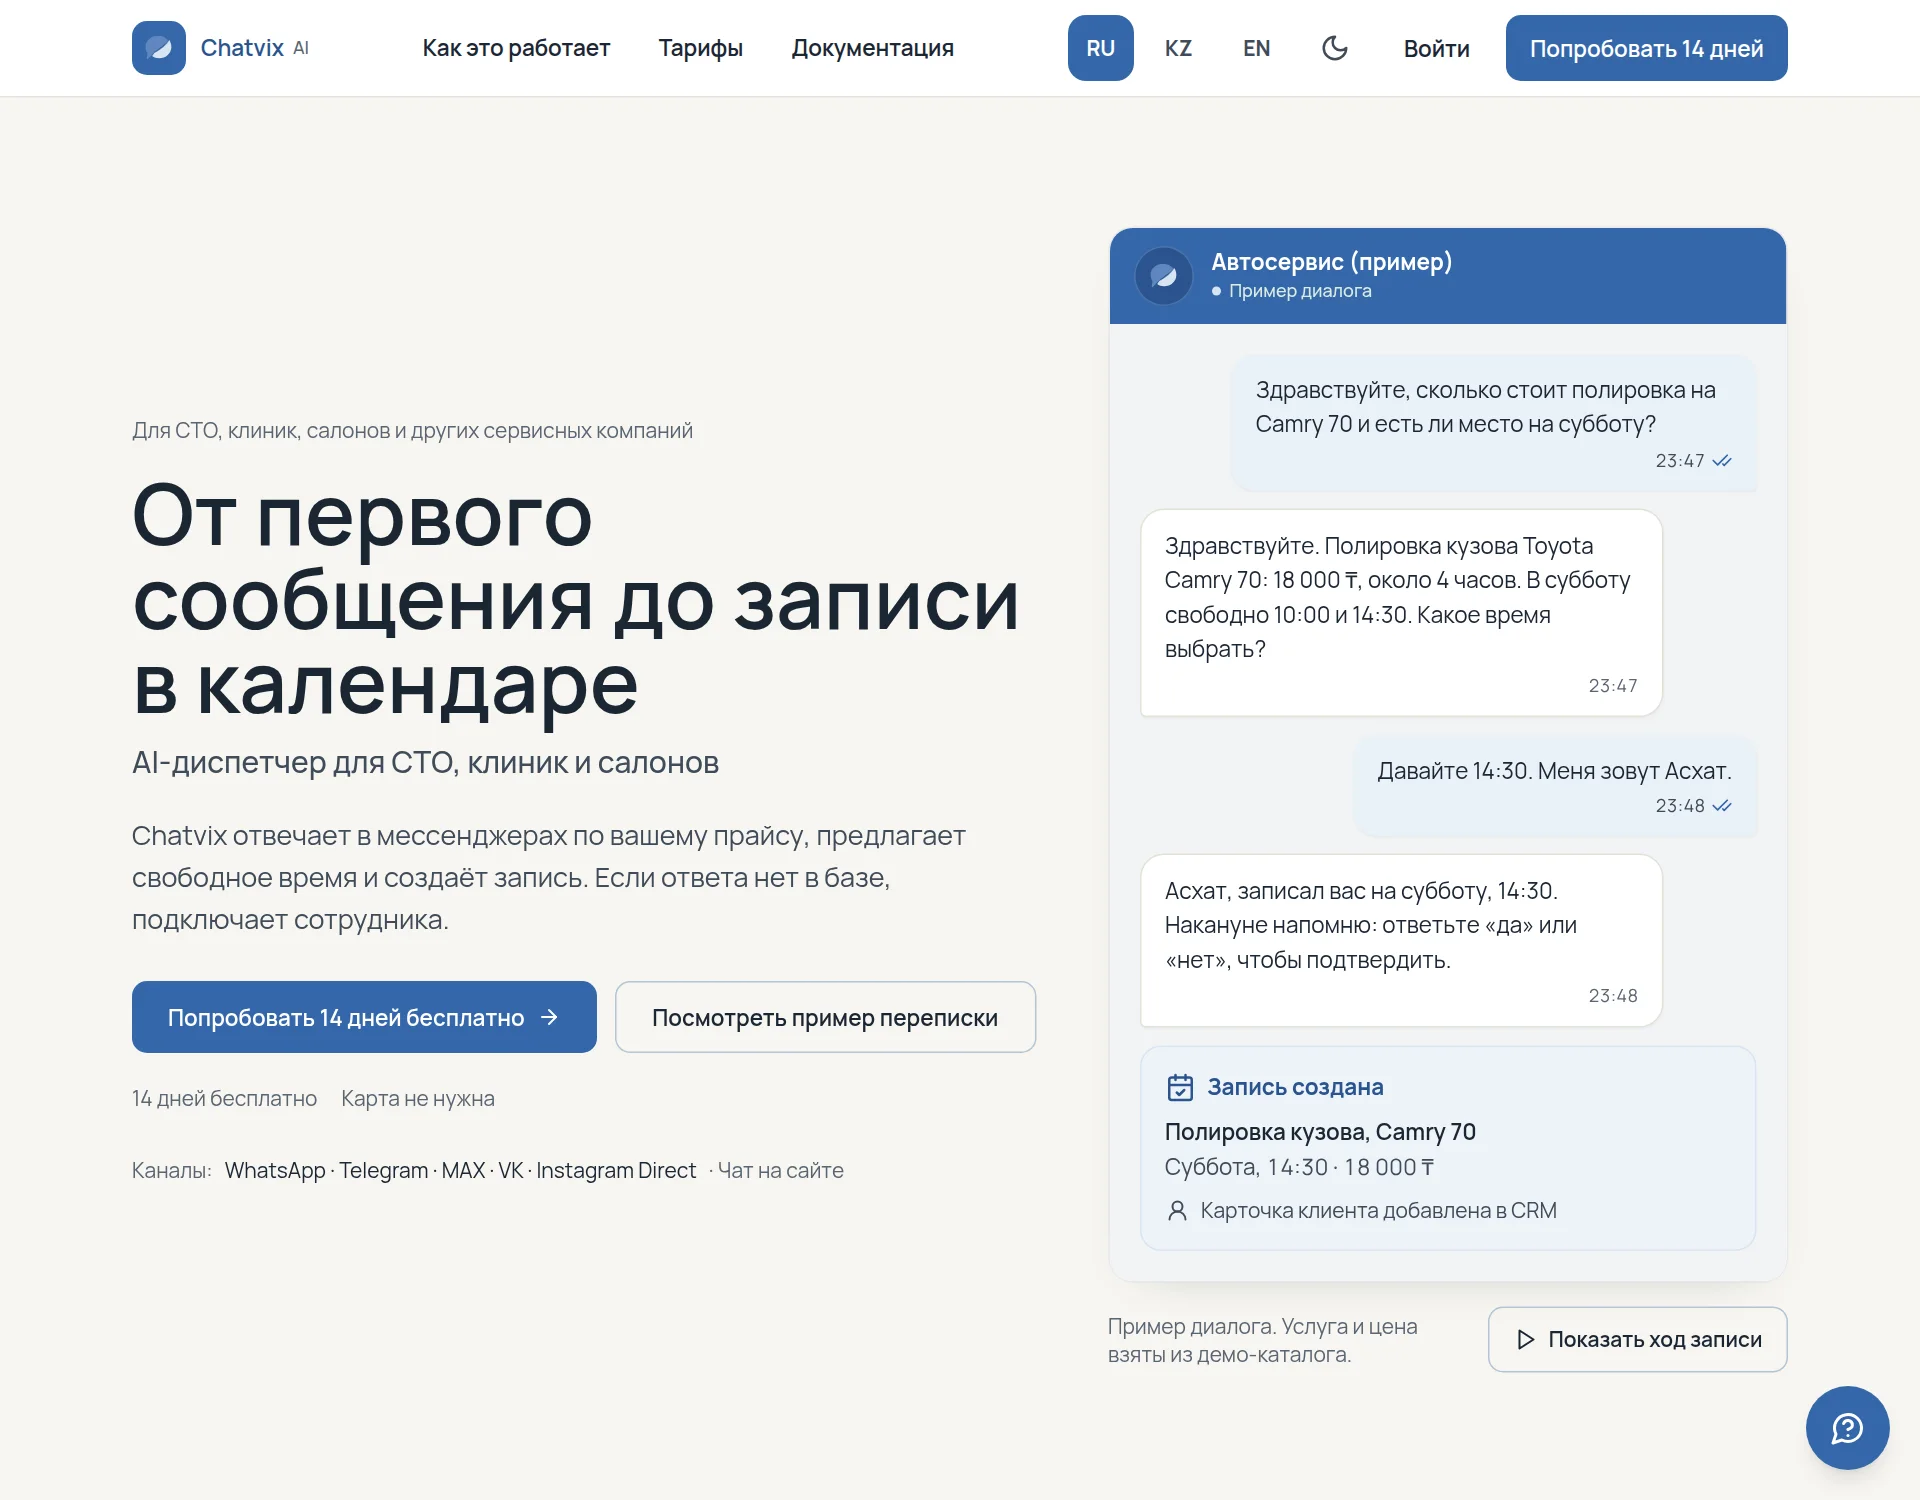 Chatvix AI
Как это работает
Тарифы
Документация
RU
KZ
EN
Войти
Попробовать 14 дней
Для СТО, клиник, салонов и других сервисных компаний
От первого
сообщения до записи
в календаре
AI-диспетчер для СТО, клиник и салонов
Chatvix отвечает в мессенджерах по вашему прайсу, предлагает
свободное время и создаёт запись. Если ответа нет в базе,
подключает сотрудника.
Попробовать 14 дней бесплатно
Посмотреть пример переписки
14 дней бесплатно
Карта не нужна
Каналы: WhatsApp · Telegram · MAX · VK · Instagram Direct · Чат на сайте
Автосервис (пример)
Пример диалога
Здравствуйте, сколько стоит полировка на
Camry 70 и есть ли место на субботу?
23:47
Здравствуйте. Полировка кузова Toyota
Camry 70: 18 000 ₸, около 4 часов. В субботу
свободно 10:00 и 14:30. Какое время
выбрать?
23:47
Давайте 14:30. Меня зовут Асхат.
23:48
Асхат, записал вас на субботу, 14:30.
Накануне напомню: ответьте «да» или
«нет», чтобы подтвердить.
23:48
Запись создана
Полировка кузова, Camry 70
Суббота, 14:30 · 18 000 ₸
Карточка клиента добавлена в CRM
Пример диалога. Услуга и цена
взяты из демо-каталога.
Показать ход записи